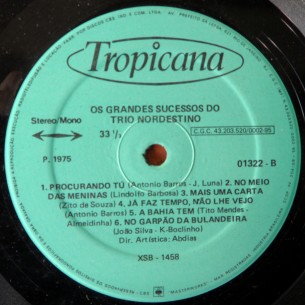 Tropicana
OS GRANDES SUCESSOS DO
TRIO NORDESTINO
Stereo/Mono
33 ⅓
C.G.C. 43.203.520/0002-85
P. 1975
01322 - B
1. PROCURANDO TÚ (Antonio Barros - J. Luna) 2. NO MEIO
DAS MENINAS (Lindolfo Barbosa) 3. MAIS UMA CARTA
(Zito de Souza) 4. JÁ FAZ TEMPO, NÃO LHE VEJO
(Antonio Barros) 5. A BAHIA TEM (Tito Mendes -
Almeidinha) 6. NO GARPÃO DA BULANDEIRA
(João Silva - K-Boclinho)
Dir. Artística: Abdias
XSB - 1458